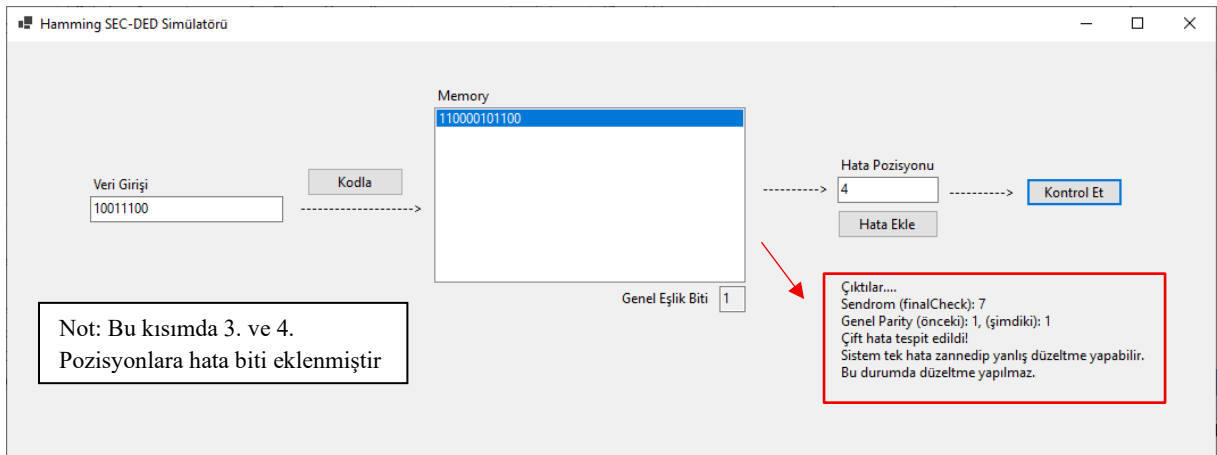 Hamming SEC-DED Simülatörü
Memory
110000101100
Veri Girişi
10011100
Kodla
-------------------->
Genel Eşlik Biti 1
---------->
Hata Pozisyonu
4
Hata Ekle
---------->
Kontrol Et
Not: Bu kısımda 3. ve 4.
Pozisyonlara hata biti eklenmiştir
Çıktılar....
Sendrom (finalCheck): 7
Genel Parity (önceki): 1, (şimdiki): 1
Çift hata tespit edildi!
Sistem tek hata zannedip yanlış düzeltme yapabilir.
Bu durumda düzeltme yapılmaz.